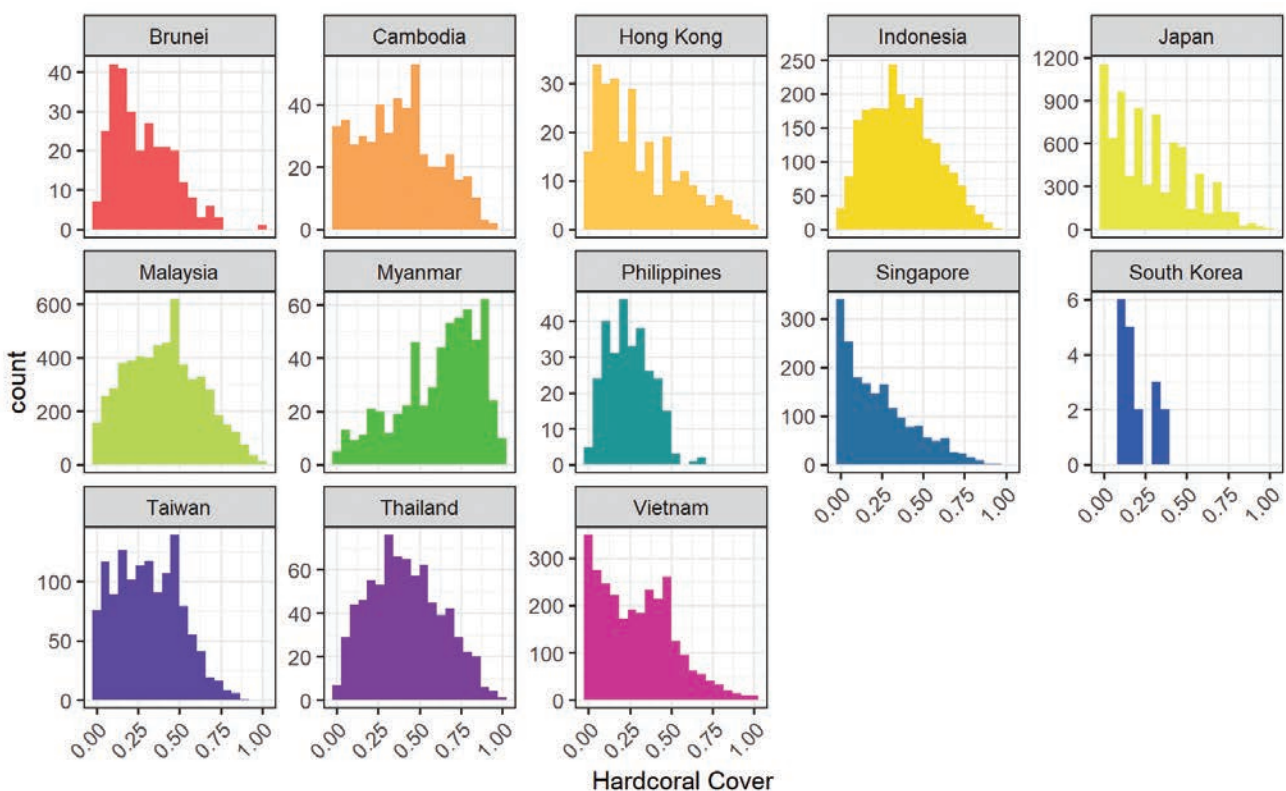 Brunei Cambodia Hong Kong Indonesia Japan
40 30 20 10 0
40 20 0
30 20 10 0
250 200 150 100 50 0
1200 900 600 300 0
Malaysia Myanmar Philippines Singapore South Korea
600 400 200 0
60 40 20 0
40 30 20 10 0
300 200 100 0
6 4 2 0
count
0.00 0.25 0.50 0.75 1.00
0.00 0.25 0.50 0.75 1.00
Taiwan Thailand Vietnam
100 50 0
60 40 20 0
300 200 100 0
0.00 0.25 0.50 0.75 1.00
0.00 0.25 0.50 0.75 1.00
0.00 0.25 0.50 0.75 1.00
Hardcoral Cover